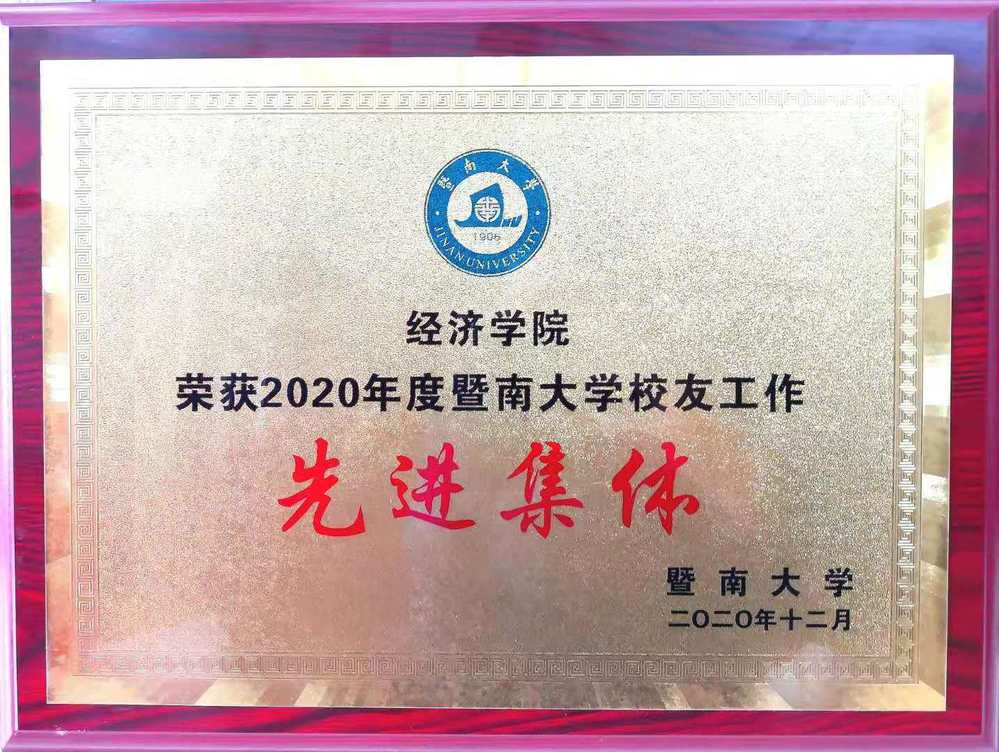 暨南大学
1906
JINAN UNIVERSITY
经济学院
荣获2020年度暨南大学校友工作
先进集体
暨南大学
二〇二〇年十二月